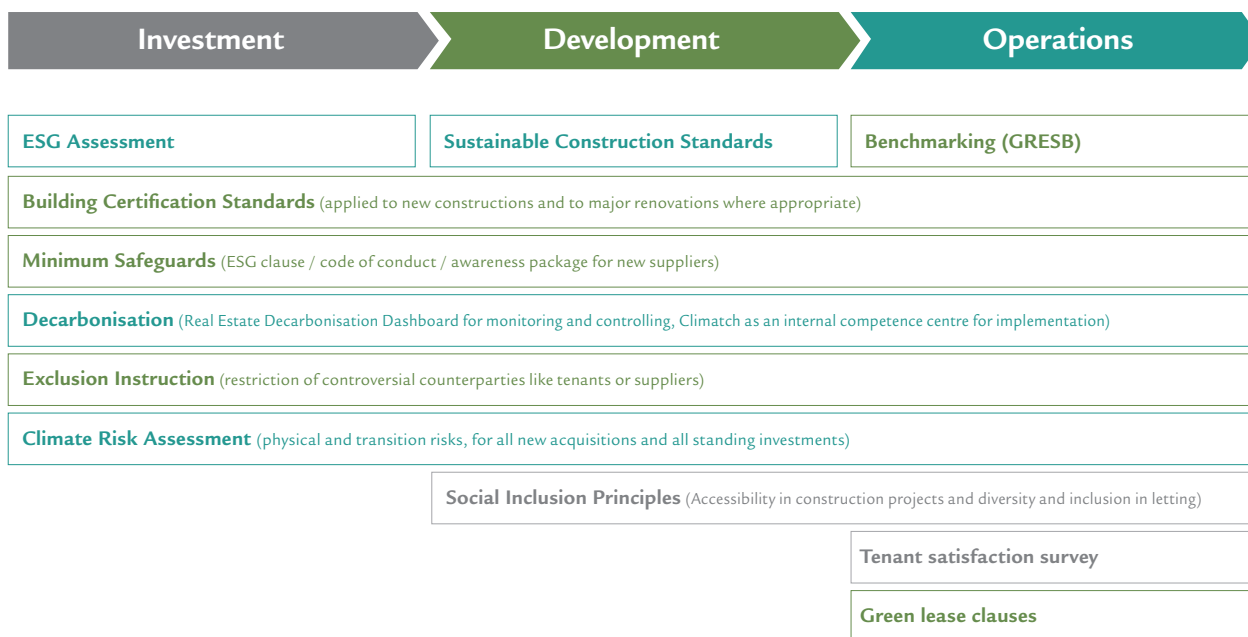 Investment
Development
Operations
ESG Assessment
Sustainable Construction Standards
Benchmarking (GRESB)
Building Certification Standards (applied to new constructions and to major renovations where appropriate)
Minimum Safeguards (ESG clause / code of conduct / awareness package for new suppliers)
Decarbonisation (Real Estate Decarbonisation Dashboard for monitoring and controlling, Climatch as an internal competence centre for implementation)
Exclusion Instruction (restriction of controversial counterparties like tenants or suppliers)
Climate Risk Assessment (physical and transition risks, for all new acquisitions and all standing investments)
Social Inclusion Principles (Accessibility in construction projects and diversity and inclusion in letting)
Tenant satisfaction survey
Green lease clauses